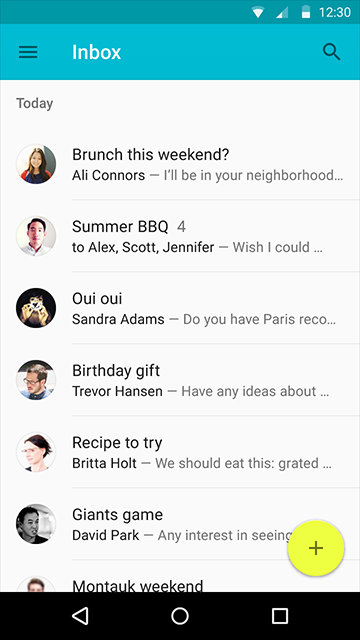 12:30
Inbox
Today
Brunch this weekend?
Ali Connors — I'll be in your neighborhood...
Summer BBQ 4
to Alex, Scott, Jennifer — Wish I could ...
Oui oui
Sandra Adams — Do you have Paris reco...
Birthday gift
Trevor Hansen — Have any ideas about ...
Recipe to try
Britta Holt — We should eat this: grated ...
Giants game
David Park — Any interest in seeing
Montauk weekend